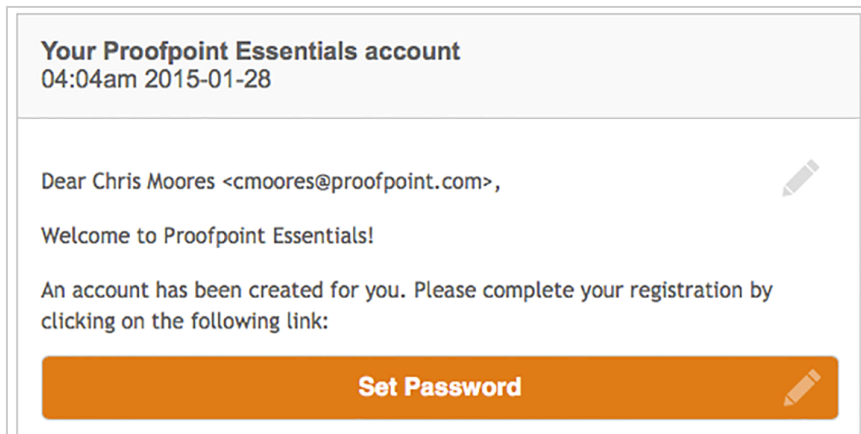 Your Proofpoint Essentials account
04:04am 2015-01-28
Dear Chris Moores <cmoores@proofpoint.com>,
Welcome to Proofpoint Essentials!
An account has been created for you. Please complete your registration by
clicking on the following link:
Set Password